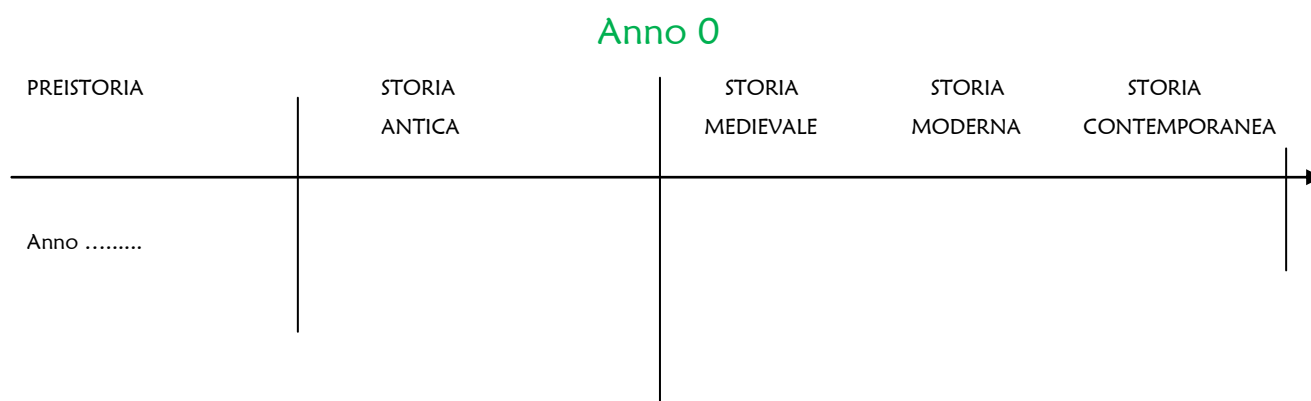 Anno 0
PREISTORIA
STORIA
ANTICA
STORIA
MEDIEVALE
STORIA
MODERNA
STORIA
CONTEMPORANEA
Anno .........